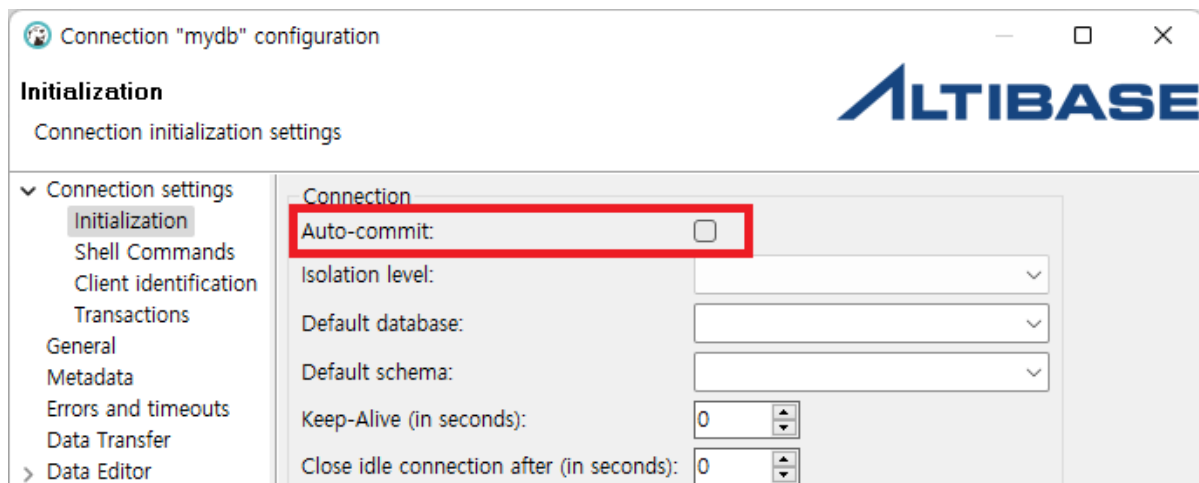 Connection "mydb" configuration
Initialization
Connection initialization settings
ALTIBASE
Connection settings
Initialization
Shell Commands
Client identification
Transactions
General
Metadata
Errors and timeouts
Data Transfer
Data Editor
Connection
Auto-commit:
Isolation level:
Default database:
Default schema:
Keep-Alive (in seconds): 0
Close idle connection after (in seconds): 0